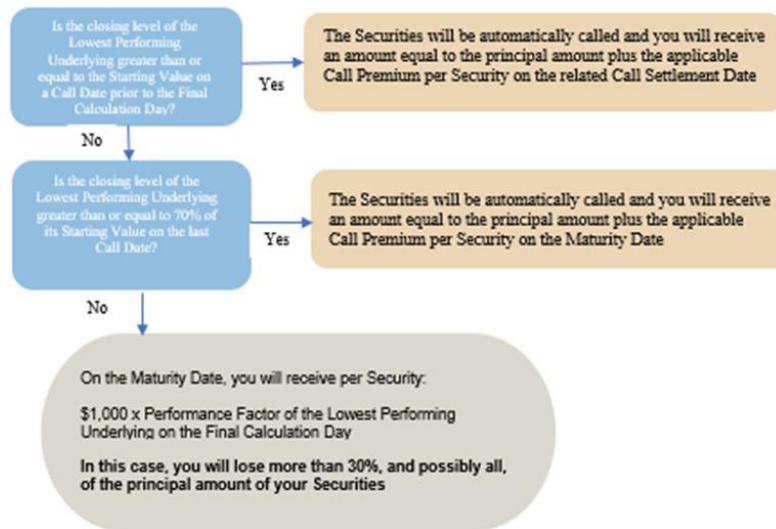 Is the closing level of the
Lowest Performing
Underlying greater than or
equal to the Starting Value on
a Call Date prior to the Final
Calculation Day?
Yes
The Securities will be automatically called and you will receive
an amount equal to the principal amount plus the applicable
Call Premium per Security on the related Call Settlement Date
No
Is the closing level of the
Lowest Performing Underlying
greater than or equal to 70% of
its Starting Value on the last
Call Date?
Yes
The Securities will be automatically called and you will receive
an amount equal to the principal amount plus the applicable
Call Premium per Security on the Maturity Date
No
On the Maturity Date, you will receive per Security:
$1,000 x Performance Factor of the Lowest Performing
Underlying on the Final Calculation Day
In this case, you will lose more than 30%, and possibly all,
of the principal amount of your Securities